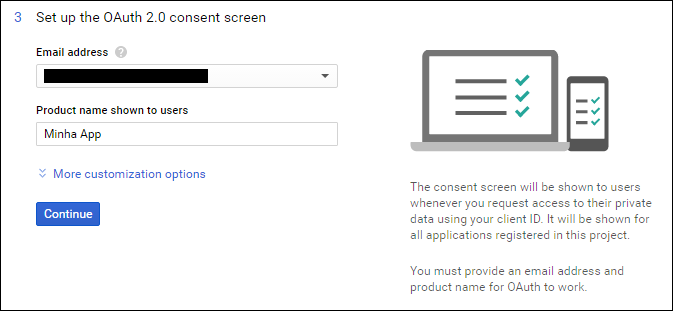 3 Set up the OAuth 2.0 consent screen
Email address ?
Product name shown to users
Minha App
More customization options
Continue
The consent screen will be shown to users
whenever you request access to their private
data using your client ID. It will be shown for
all applications registered in this project.
You must provide an email address and
product name for OAuth to work.